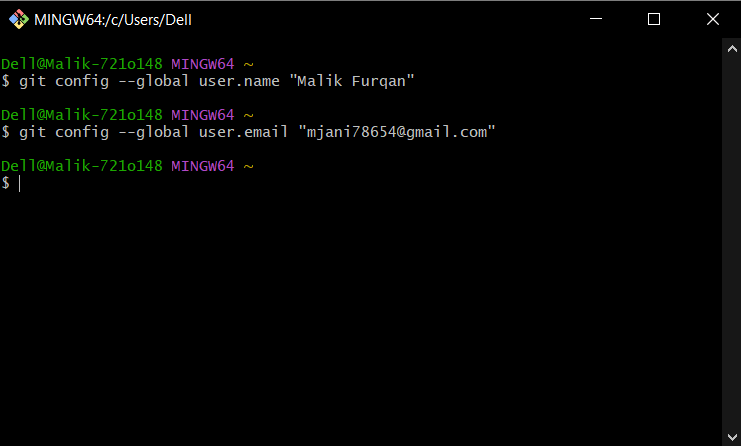 MINGW64:/c/Users/Dell
Dell@Malik-721o148 MINGW64 ~
$ git config --global user.name "Malik Furqan"
Dell@Malik-721o148 MINGW64 ~
$ git config --global user.email "mjani78654@gmail.com"
Dell@Malik-721o148 MINGW64 ~
$